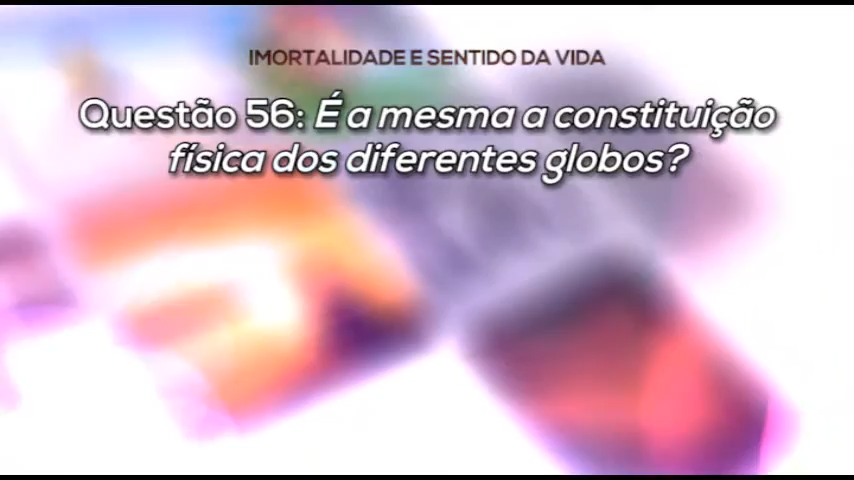 IMORTALIDADE E SENTIDO DA VIDA
Questão 56: É a mesma a constituição
física dos diferentes globos?